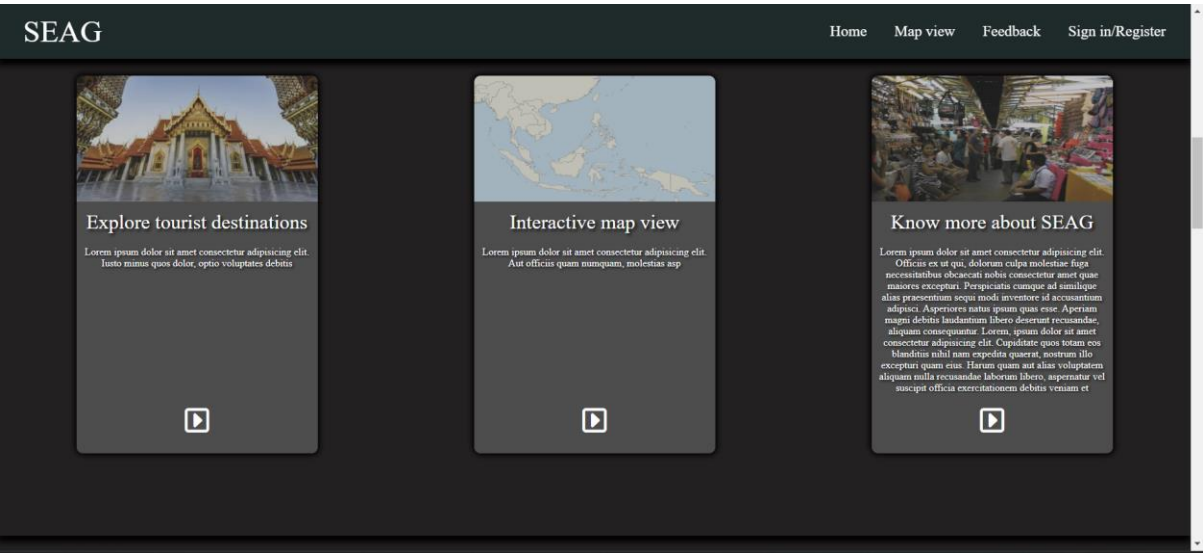 SEAG
Home Map view Feedback Sign in/Register
Explore tourist destinations
Lorem ipsum dolor sit amet consectetur adipisicing elit.
Iusto minus quos dolor, optio voluptates debitis
Interactive map view
Lorem ipsum dolor sit amet consectetur adipisicing elit.
Aut officiis quam numquam, molestias asp
Know more about SEAG
Lorem ipsum dolor sit amet consectetur adipisicing elit.
Officiis ex ut qui, dolorum culpa molestiae fuga
necessitatibus obcaecati nobis consectetur amet quae
maiores excepturi. Perspiciatis cumque ad similique
alias praesentium sequi modi inventore id accusantium
adipisci. Asperiores natus ipsum quas esse. Aperiam
magni debitis laudantium libero deserunt recusandae,
aliquam consequuntur. Lorem, ipsum dolor sit amet
consectetur adipisicing elit. Cupiditate quos totam eos
blanditiis nihil nam expedita quaerat, nostrum illo
excepturi quam eius. Harum quam aut alias voluptatem
aliquam nulla recusandae laborum libero, aspernatur vel
suscipit officia exercitationem debitis veniam et